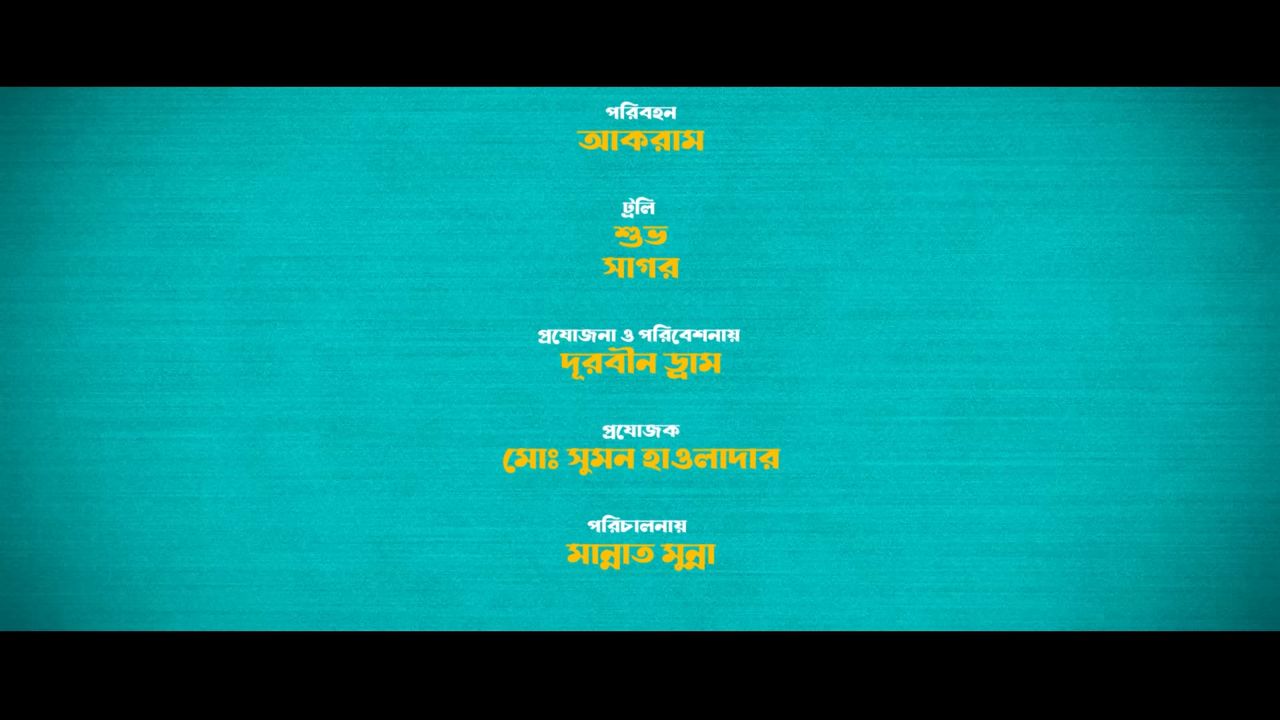 পরিবহন
আকরাম
ট্রলি
শুভ
সাগর
প্রযোজনা ও পরিবেশনায়
দূরবীন ড্রাম
প্রযোজক
মোঃ সুমন হাওলাদার
পরিচালনায়
মান্নাত মুন্না